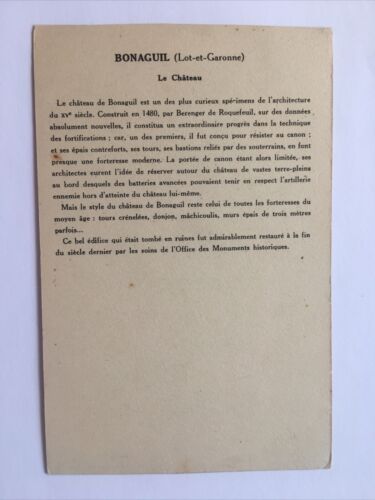 BONAGUIL (Lot-et-Garonne)
Le Château
Le château de Bonaguil est un des plus curieux spé-imens de l'architecture
du XVe siècle. Construit en 1480, par Berenger de Roquefeuil, sur des données
absolument nouvelles, il constitua un extraordinaire progrès dans la technique
des fortifications ; car, un des premiers, il fut conçu pour résister au canon ;
et ses épais contreforts, ses tours, ses bastions reliés par des souterrains, en font
presque une forteresse moderne. La portée de canon étant alors limitée, ses
architectes eurent l'idée de réserver autour du château de vastes terre-pleins
au bord desquels des batteries avancées pouvaient tenir en respect l'artillerie
ennemie hors d'atteinte du château lui-même.
Mais le style du château de Bonaguil reste celui de toutes les forteresses du
moyen âge : tours crénelées, donjon, mâchicoulis, murs épais de trois mètres
parfois...
Ce bel édifice qui était tombé en ruines fut admirablement restauré à la fin
du siècle dernier par les soins de l'Office des Monuments historiques.